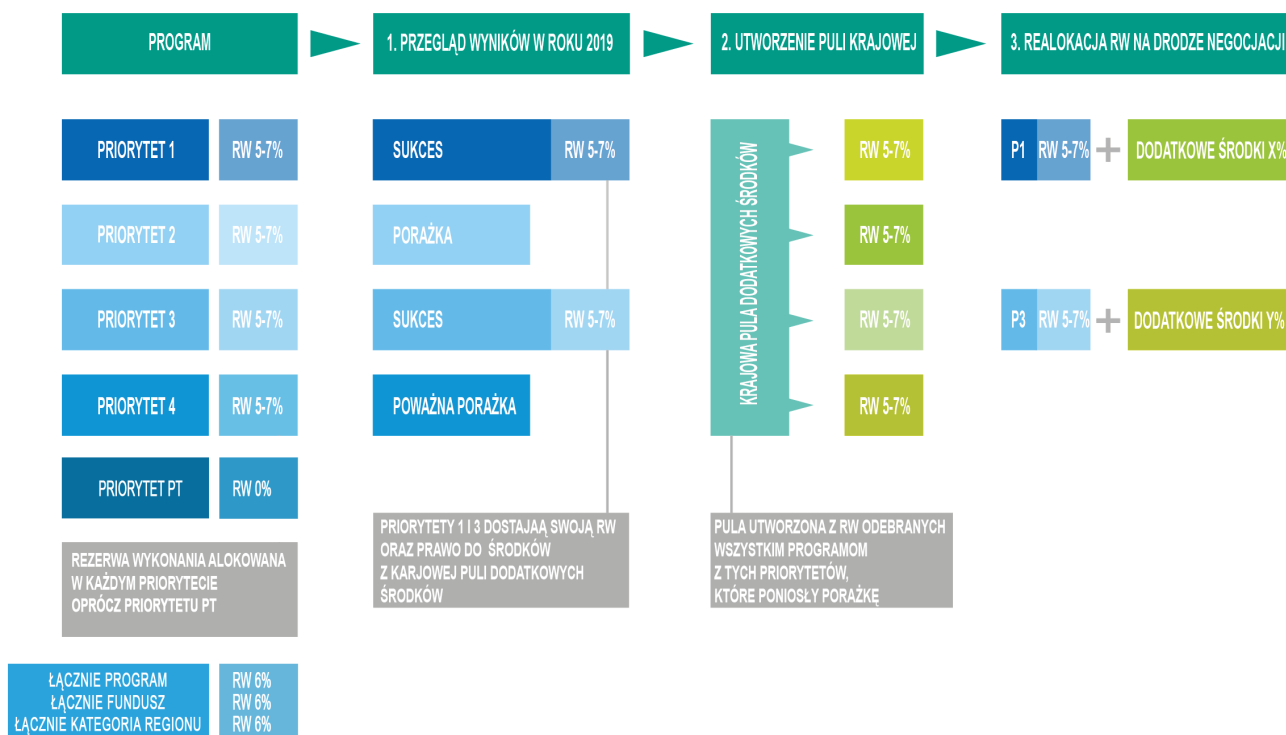 PROGRAM
1. PRZEGLĄD WYNIKÓW W ROKU 2019
2. UTWORZENIE PULI KRAJOWEJ
3. REALOKACJA RW NA DRODZE NEGOCJACJI
PRIORYTET 1
RW 5-7%
PRIORYTET 2
RW 5-7%
PRIORYTET 3
RW 5-7%
PRIORYTET 4
RW 5-7%
PRIORYTET PT
RW 0%
REZERWA WYKONANIA ALOKOWANA
W KAŻDYM PRIORYTECIE
OPRÓCZ PRIORYTETU PT
ŁĄCZNIE PROGRAM
ŁĄCZNIE FUNDUSZ
ŁĄCZNIE KATEGORIA REGIONU
RW 6%
RW 6%
RW 6%
SUKCES
RW 5-7%
PORAŻKA
SUKCES
RW 5-7%
POWAŻNA PORAŻKA
PRIORYTETY 1 I 3 DOSTAJAĄ SWOJĄ RW
ORAZ PRAWO DO ŚRODKÓW
Z KARJOWEJ PULI DODATKOWYCH
ŚRODKÓW
KRAJOWA PULA DODATKOWYCH ŚRODKÓW
RW 5-7%
RW 5-7%
RW 5-7%
RW 5-7%
PULA UTWORZONA Z RW ODEBRANYCH
WSZYSTKIM PROGRAMOM
Z TYCH PRIORYTETÓW,
KTÓRE PONIOSŁY PORAŻKĘ
P1
RW 5-7%
+
DODATKOWE ŚRODKI X%
P3
RW 5-7%
+
DODATKOWE ŚRODKI Y%